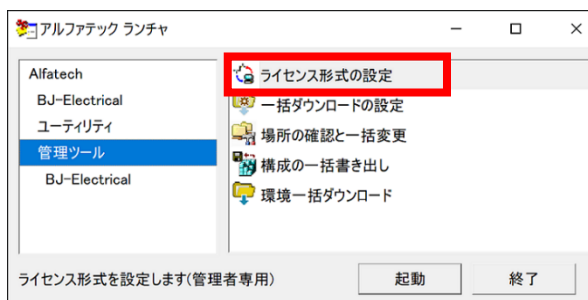 アルファテック ランチャ
Alfatech
BJ-Electrical
ユーティリティ
管理ツール
BJ-Electrical
ライセンス形式の設定
一括ダウンロードの設定
場所の確認と一括変更
構成の一括書き出し
環境一括ダウンロード
ライセンス形式を設定します(管理者専用)
起動
終了